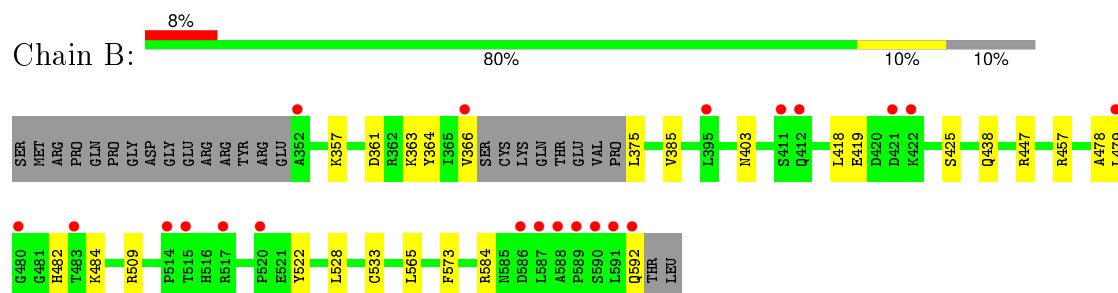 8%
Chain B:
80% 10% 10%
SER MET ARG PRO GLN PRO GLY ASP GLY GLU ARG ARG TYR ARG GLU A352 K357 D361 R362 K363 Y364 I365 V366 SER CYS LYS GLN THR GLU VAL PRO L375 V385 L395 N403 S411 Q412 L418 E419 D420 D421 K422 S425 Q438 R447 R457 A478 L479
G480 G481 H482 T483 K484 R509 P514 T515 H516 R517 P520 E521 Y522 L528 C533 L565 F573 R584 N585 D586 L587 A588 P589 S590 L591 Q592 THR LEU